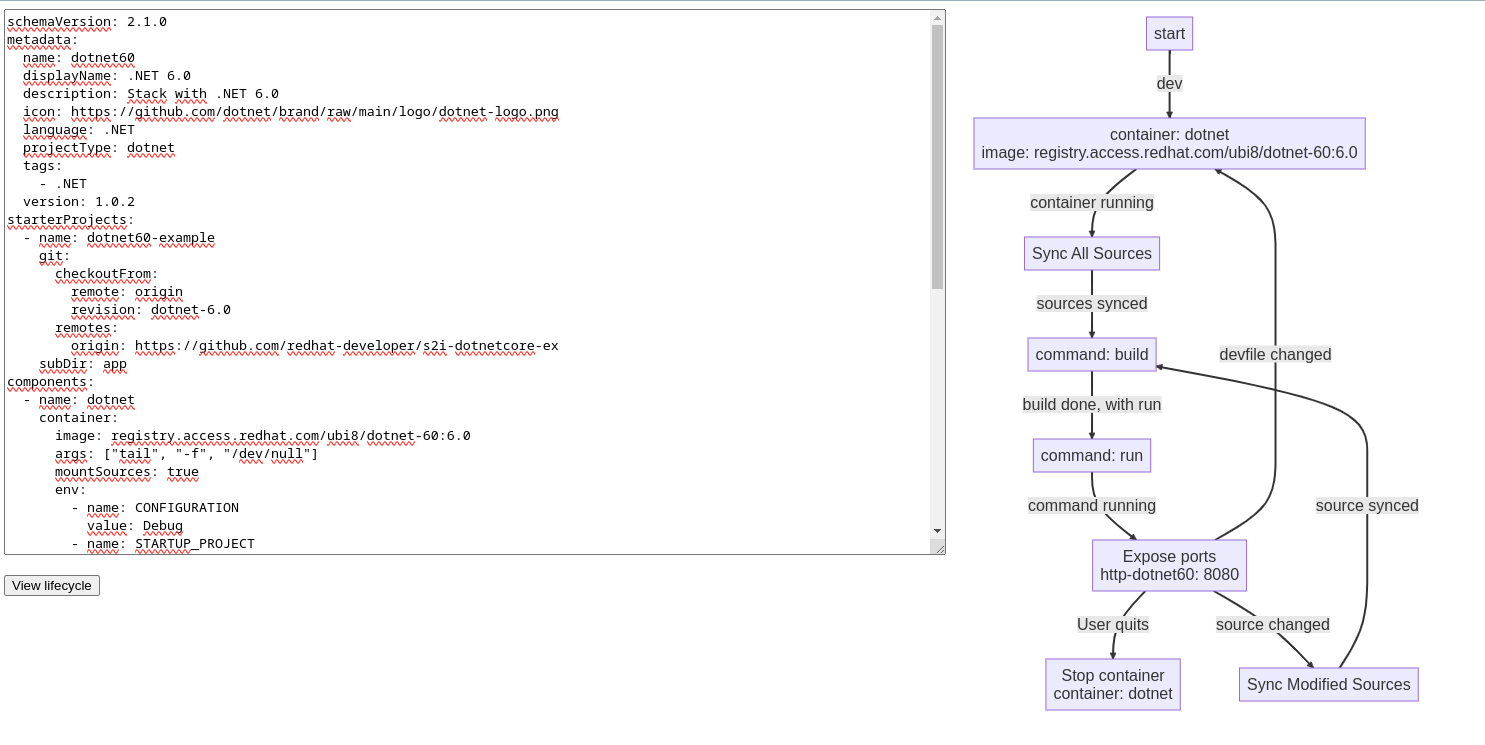 schemaVersion: 2.1.0
metadata:
  name: dotnet60
  displayName: .NET 6.0
  description: Stack with .NET 6.0
  icon: https://github.com/dotnet/brand/raw/main/logo/dotnet-logo.png
  language: .NET
  projectType: dotnet
  tags:
    - .NET
  version: 1.0.2
starterProjects:
  - name: dotnet60-example
    git:
      checkoutFrom:
        remote: origin
        revision: dotnet-6.0
      remotes:
        origin: https://github.com/redhat-developer/s2i-dotnetcore-ex
    subDir: app
components:
  - name: dotnet
    container:
      image: registry.access.redhat.com/ubi8/dotnet-60:6.0
      args: ["tail", "-f", "/dev/null"]
      mountSources: true
      env:
        - name: CONFIGURATION
          value: Debug
        - name: STARTUP_PROJECT
View lifecycle
start
dev
container: dotnet
image: registry.access.redhat.com/ubi8/dotnet-60:6.0
container running
Sync All Sources
sources synced
command: build
devfile changed
build done, with run
command: run
command running
source synced
Expose ports
http-dotnet60: 8080
User quits
source changed
Stop container
container: dotnet
Sync Modified Sources